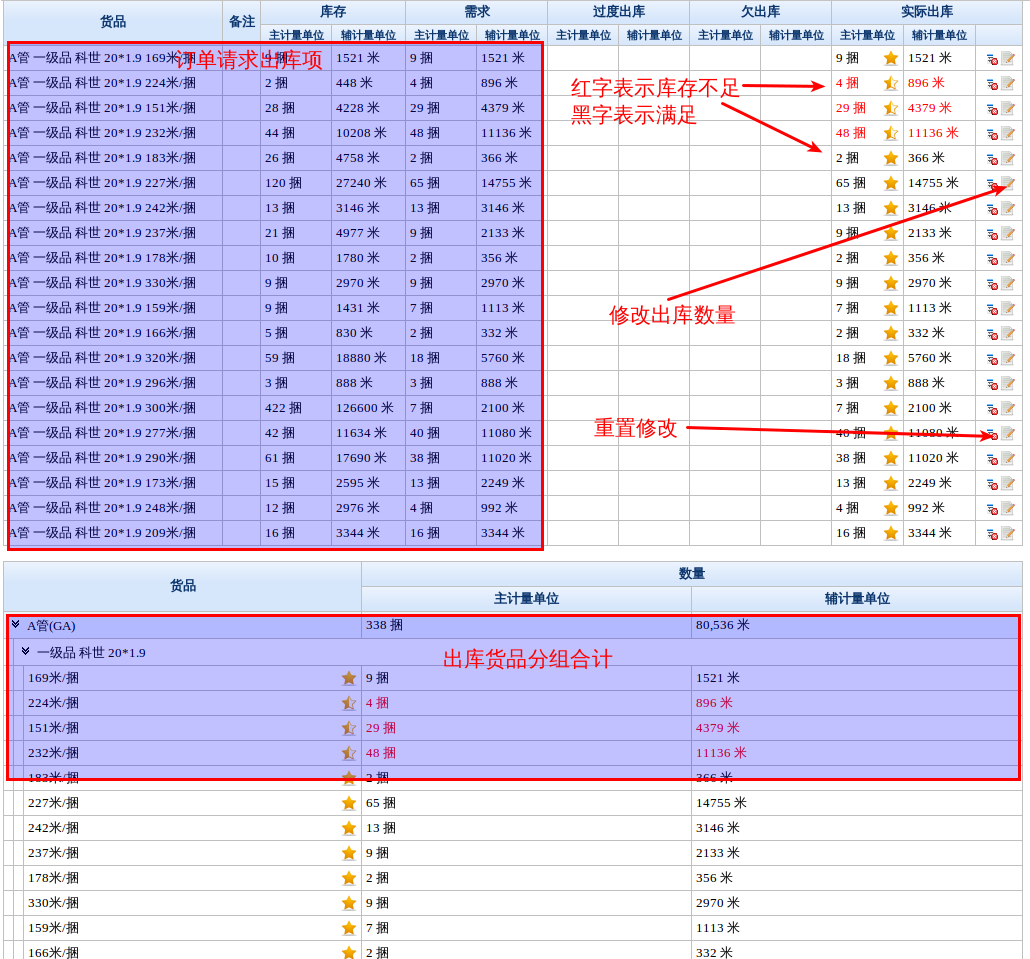 货品 备注 库存 需求 过度出库 欠出库 实际出库
主计量单位 辅计量单位 主计量单位 辅计量单位 主计量单位 辅计量单位 主计量单位 辅计量单位 主计量单位 辅计量单位
A管 一级品 科世 20*1.9 169米/捆 9 捆 1521 米 9 捆 1521 米 9 捆 1521 米
订单请求出库项
A管 一级品 科世 20*1.9 224米/捆 2 捆 448 米 4 捆 896 米 4 捆 896 米
红字表示库存不足
A管 一级品 科世 20*1.9 151米/捆 28 捆 4228 米 29 捆 4379 米 29 捆 4379 米
黑字表示满足
A管 一级品 科世 20*1.9 232米/捆 44 捆 10208 米 48 捆 11136 米 48 捆 11136 米
A管 一级品 科世 20*1.9 183米/捆 26 捆 4758 米 2 捆 366 米 2 捆 366 米
A管 一级品 科世 20*1.9 227米/捆 120 捆 27240 米 65 捆 14755 米 65 捆 14755 米
A管 一级品 科世 20*1.9 242米/捆 13 捆 3146 米 13 捆 3146 米 13 捆 3146 米
A管 一级品 科世 20*1.9 237米/捆 21 捆 4977 米 9 捆 2133 米 9 捆 2133 米
A管 一级品 科世 20*1.9 178米/捆 10 捆 1780 米 2 捆 356 米 2 捆 356 米
A管 一级品 科世 20*1.9 330米/捆 9 捆 2970 米 9 捆 2970 米 9 捆 2970 米
A管 一级品 科世 20*1.9 159米/捆 9 捆 1431 米 7 捆 1113 米 7 捆 1113 米
修改出库数量
A管 一级品 科世 20*1.9 166米/捆 5 捆 830 米 2 捆 332 米 2 捆 332 米
A管 一级品 科世 20*1.9 320米/捆 59 捆 18880 米 18 捆 5760 米 18 捆 5760 米
A管 一级品 科世 20*1.9 296米/捆 3 捆 888 米 3 捆 888 米 3 捆 888 米
A管 一级品 科世 20*1.9 300米/捆 422 捆 126600 米 7 捆 2100 米 7 捆 2100 米
重置修改
A管 一级品 科世 20*1.9 277米/捆 42 捆 11634 米 40 捆 11080 米 40 捆 11080 米
A管 一级品 科世 20*1.9 290米/捆 61 捆 17690 米 38 捆 11020 米 38 捆 11020 米
A管 一级品 科世 20*1.9 173米/捆 15 捆 2595 米 13 捆 2249 米 13 捆 2249 米
A管 一级品 科世 20*1.9 248米/捆 12 捆 2976 米 4 捆 992 米 4 捆 992 米
A管 一级品 科世 20*1.9 209米/捆 16 捆 3344 米 16 捆 3344 米 16 捆 3344 米
货品 数量
主计量单位 辅计量单位
A管(GA) 338 捆 80,536 米
一级品 科世 20*1.9
出库货品分组合计
169米/捆 9 捆 1521 米
224米/捆 4 捆 896 米
151米/捆 29 捆 4379 米
232米/捆 48 捆 11136 米
183米/捆 2 捆 366 米
227米/捆 65 捆 14755 米
242米/捆 13 捆 3146 米
237米/捆 9 捆 2133 米
178米/捆 2 捆 356 米
330米/捆 9 捆 2970 米
159米/捆 7 捆 1113 米
166米/捆 2 捆 332 米